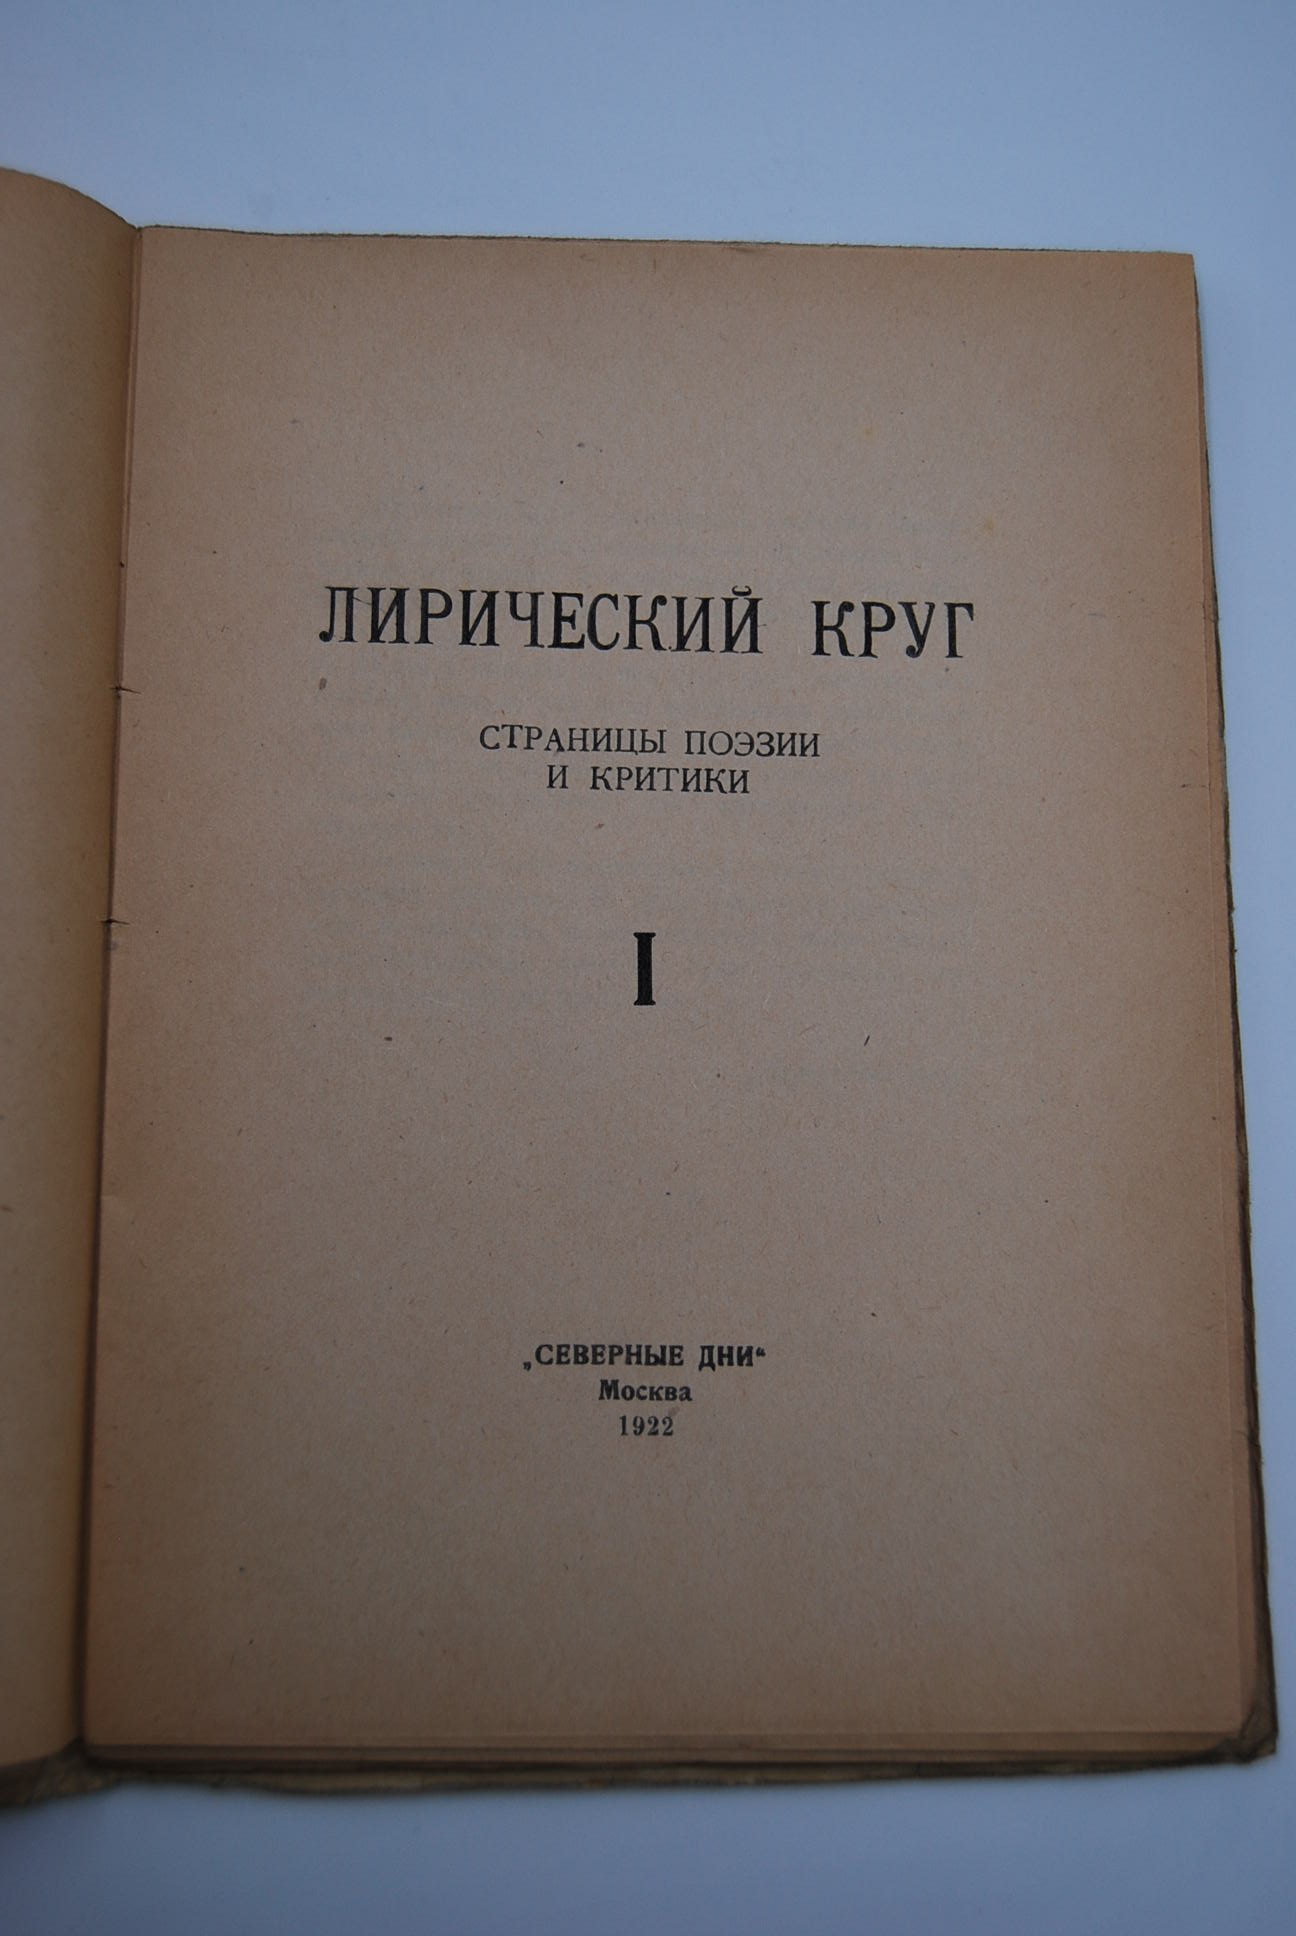 ЛИРИЧЕСКИЙ КРУГ
СТРАНИЦЫ ПОЭЗИИ
И КРИТИКИ
I
„СЕВЕРНЫЕ ДНИ“
Москва
1922